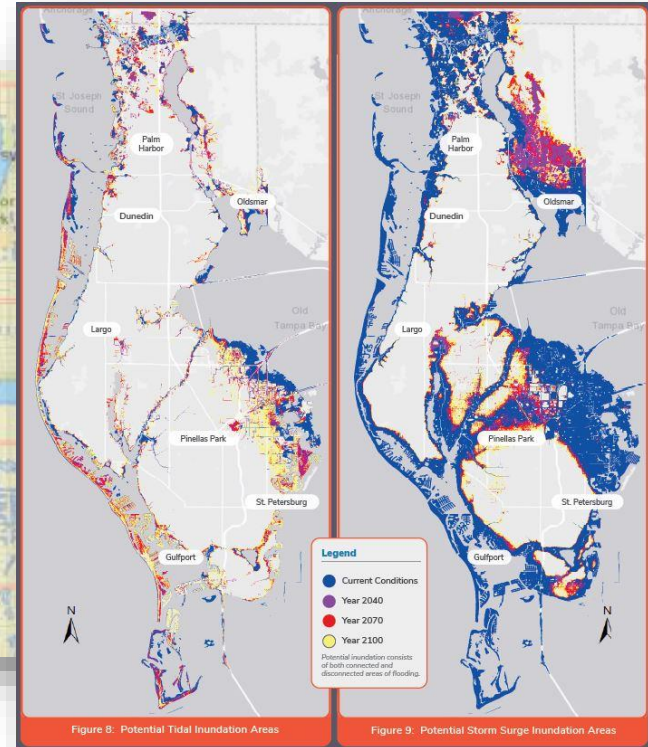 Anchorage
St Joseph
Sound
Palm
Harbor
Oldsmar
Dunedin
Largo
Pinellas Park
St. Petersburg
Gulfport
N
Figure 8: Potential Tidal Inundation Areas
Legend
Current Conditions
Year 2040
Year 2070
Year 2100
Potential inundation consists
of both connected and
disconnected areas of flooding.
St Joseph
Sound
Palm
Harbor
Oldsmar
Dunedin
Old
Tampa Bay
Largo
Pinellas Park
St. Petersburg
Gulfport
N
Figure 9: Potential Storm Surge Inundation Areas